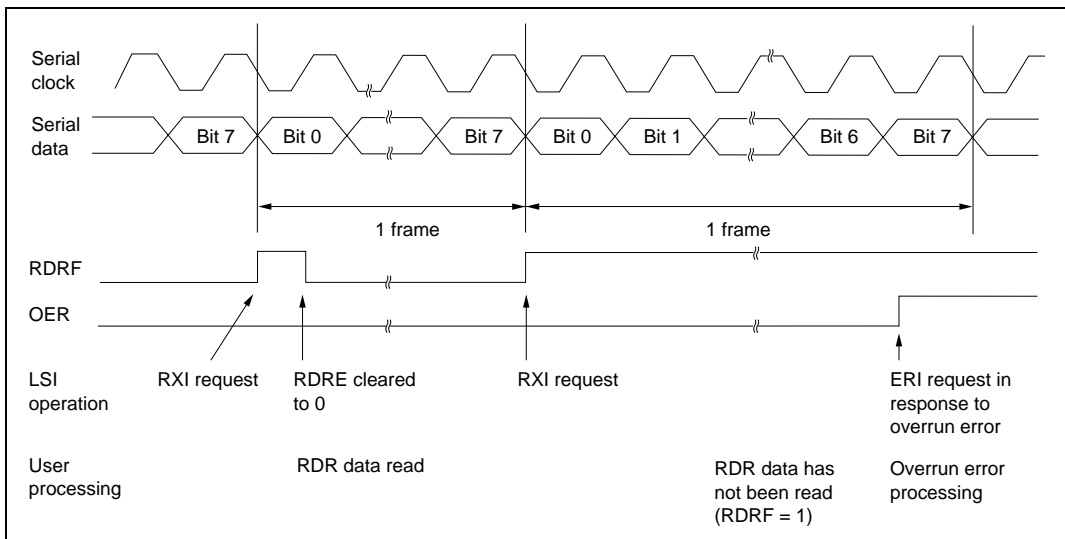 Serial
clock
Serial
data
Bit 7
Bit 0
Bit 7
Bit 0
Bit 1
Bit 6
Bit 7
1 frame
1 frame
RDRF
OER
LSI
operation
RXI request
RDRE cleared
to 0
RXI request
ERI request in
response to
overrun error
User
processing
RDR data read
RDR data has
not been read
(RDRF = 1)
Overrun error
processing